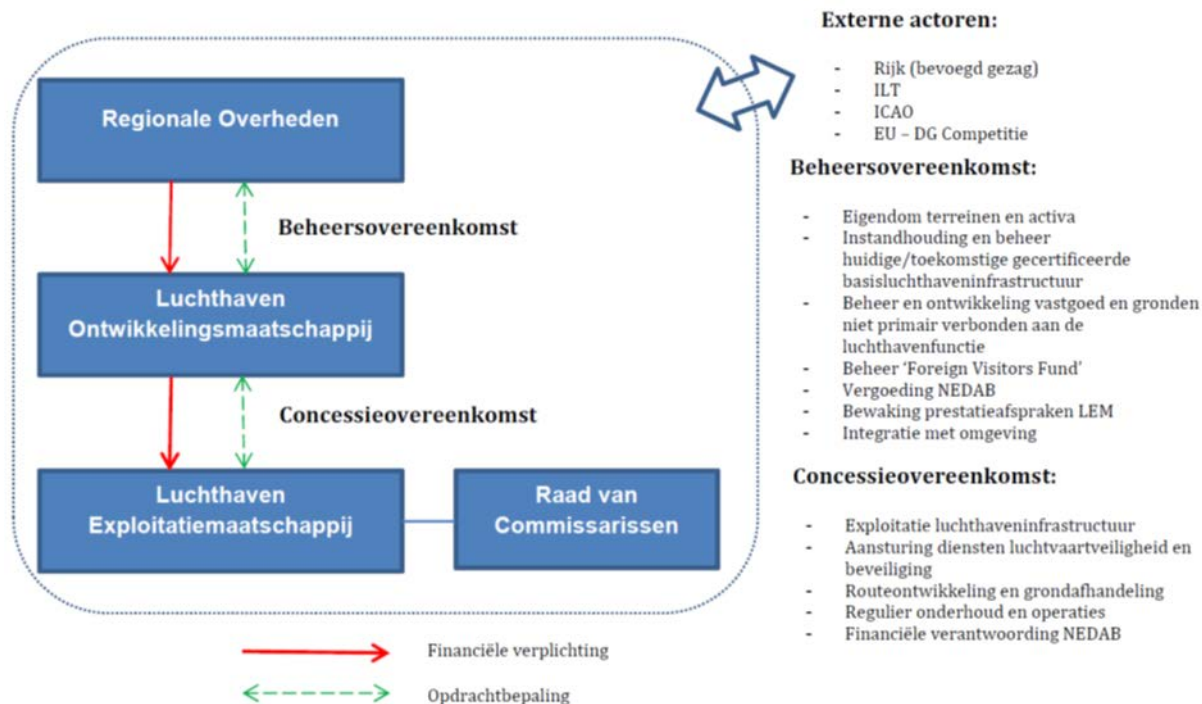 Regionale Overheden
Beheersovereenkomst
Luchthaven
Ontwikkelingsmaatschappij
Concessieovereenkomst
Luchthaven
Exploitatiemaatschappij
Raad van
Commissarissen
Financiële verplichting
Opdrachtbepaling
Externe actoren:
- Rijk (bevoegd gezag)
- ILT
- ICAO
- EU – DG Competitie
Beheersovereenkomst:
- Eigendom terreinen en activa
- Instandhouding en beheer
huidige/toekomstige gecertificeerde
basisluchthaveninfrastructuur
- Beheer en ontwikkeling vastgoed en gronden
niet primair verbonden aan de
luchthavenfunctie
- Beheer ‘Foreign Visitors Fund’
- Vergoeding NEDAB
- Bewaking prestatieafspraken LEM
- Integratie met omgeving
Concessieovereenkomst:
- Exploitatie luchthaveninfrastructuur
- Aansturing diensten luchtvaartveiligheid en
beveiliging
- Routeontwikkeling en grondafhandeling
- Regulier onderhoud en operaties
- Financiële verantwoording NEDAB